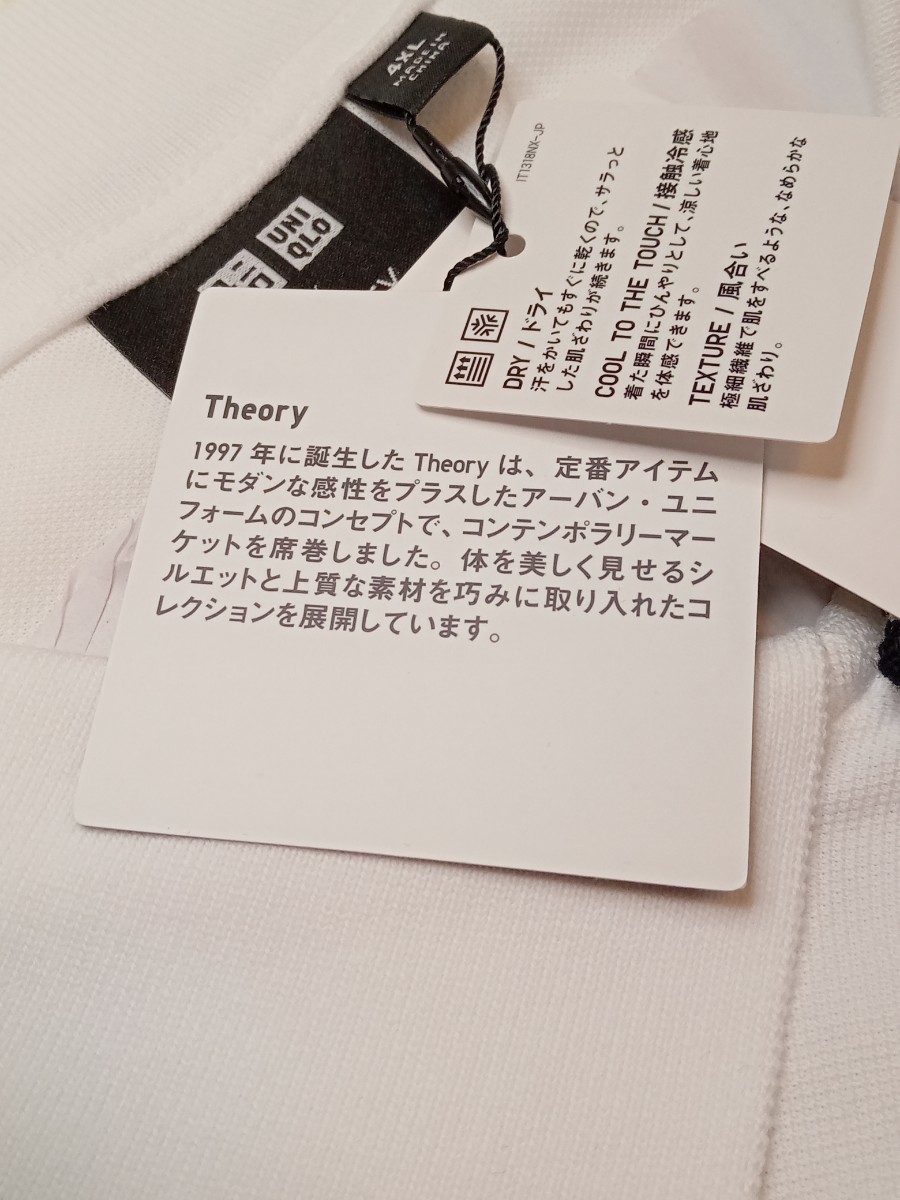 4XL
MADE IN
CHINA
UNI
QLO
IT1318NX-JP
DRY / ドライ
汗をかいてもすぐに乾くので、サラっと
した肌ざわりが続きます。
COOL TO THE TOUCH / 接触冷感
着た瞬間にひんやりとして、涼しい着心地
を体感できます。
TEXTURE / 風合い
極細繊維で肌をすべるような、なめらかな
肌ざわり。
Theory
1997 年に誕生した Theory は、定番アイテム
にモダンな感性をプラスしたアーバン・ユニ
フォームのコンセプトで、コンテンポラリーマー
ケットを席巻しました。体を美しく見せるシ
ルエットと上質な素材を巧みに取り入れたコ
レクションを展開しています。